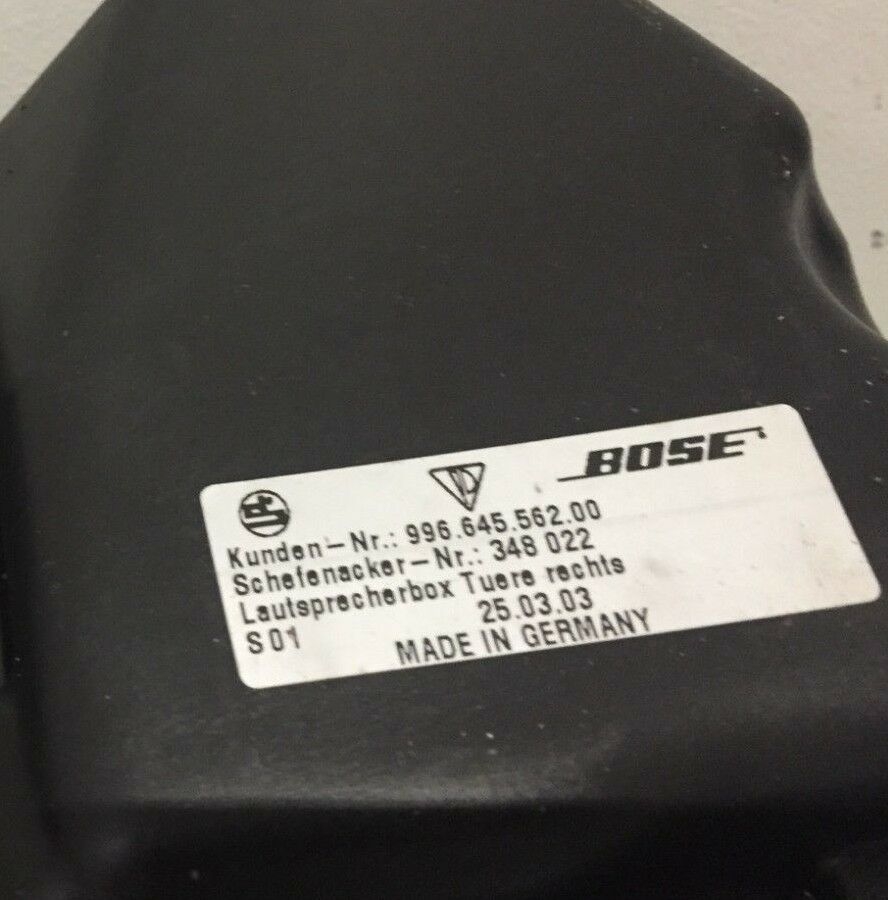 BOSE
Kunden-Nr.: 996.645.562.00
Schefenacker-Nr.: 348 022
Lautsprecherbox Tuere rechts
S01 25.03.03
MADE IN GERMANY